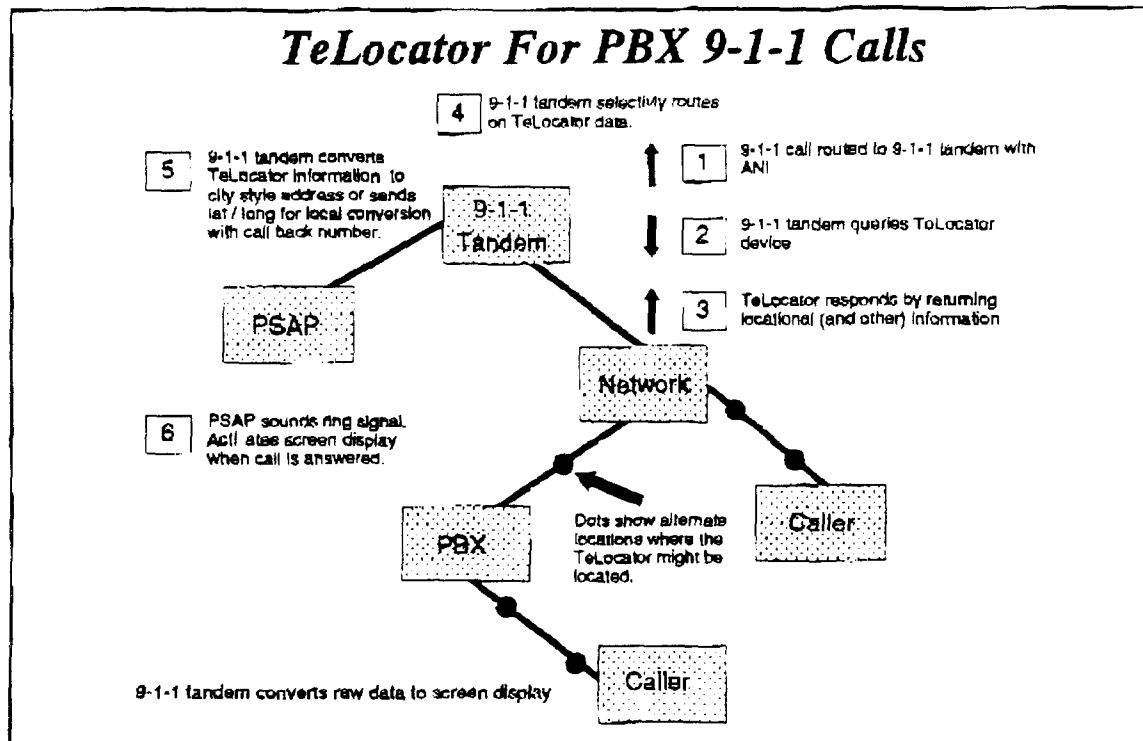 TeLocator For PBX 9-1-1 Calls
4
9-1-1 tandem selectivly routes
on TeLocator data.
5
9-1-1 tandem converts
TeLocator Information to
city style address or sends
lat / long for local conversion
with call back number.
1
9-1-1 call routed to 9-1-1 tandem with
ANI
2
9-1-1 tandem queries TeLocator
device
3
TeLocator responds by returning
locational (and other) information
9-1-1
Tandem
PSAP
Network
6
PSAP sounds ring signal.
Acti ates screen display
when call is answered.
PBX
Dots show alternate
locations where the
TeLocator might be
located.
Caller
Caller
9-1-1 tandem converts raw data to screen display